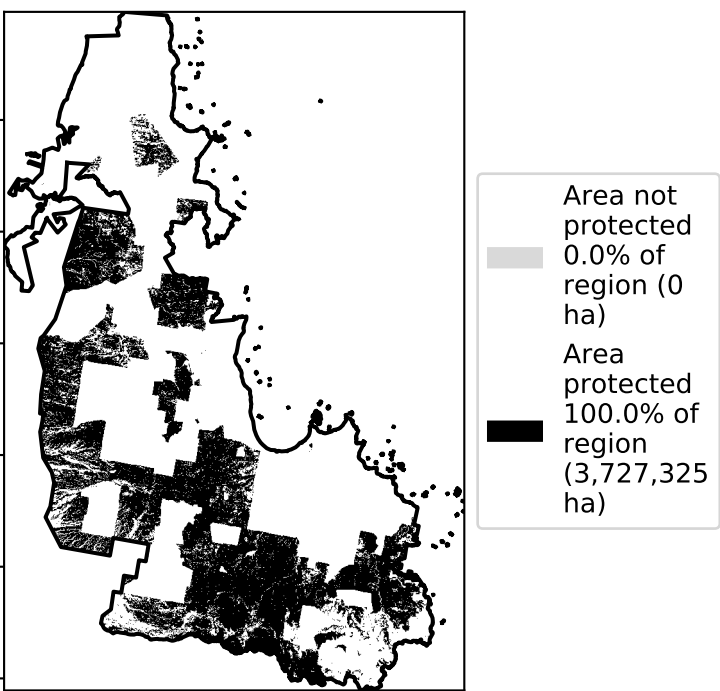 Area not
protected
0.0% of
region (0
ha)
Area
protected
100.0% of
region
(3,727,325
ha)